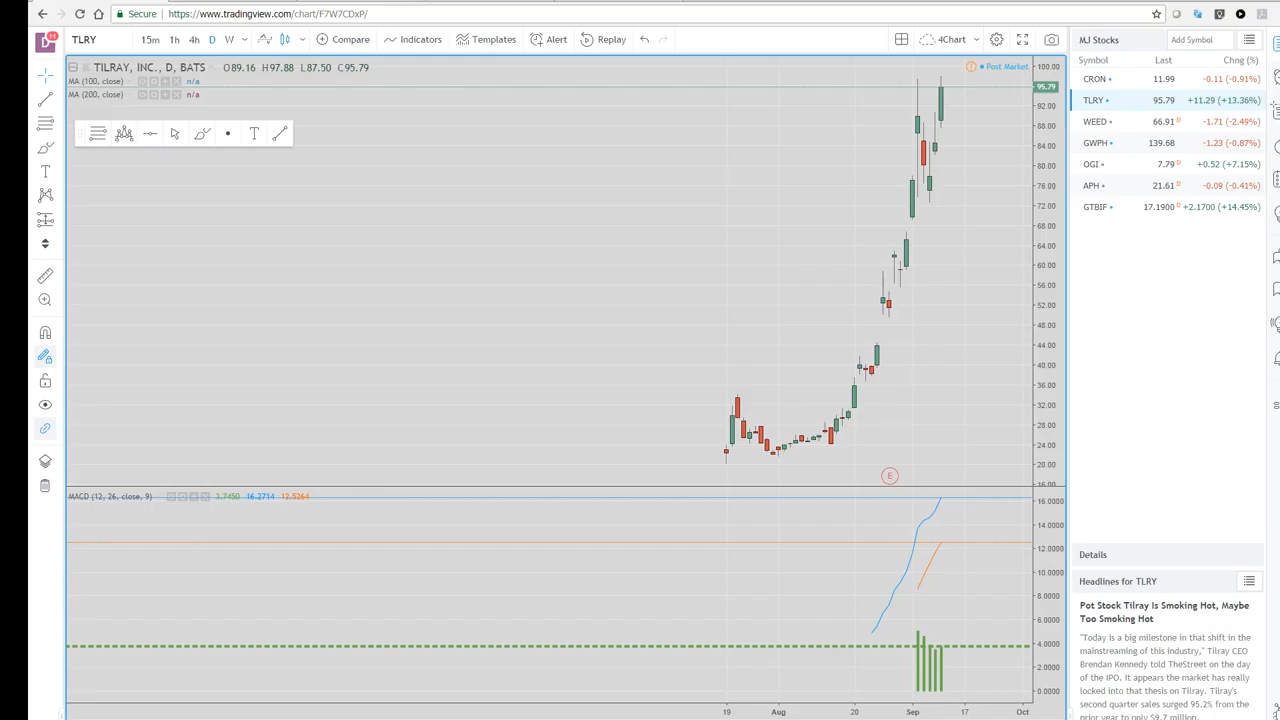 Secure https://www.tradingview.com/chart/F7W7CDxP/
D 11 TLRY 15m 1h 4h D W Compare Indicators Templates Alert Replay 4Chart
TILRAY, INC., D, BATS O89.16 H97.88 L87.50 C95.79
MA (100, close) n/a
MA (200, close) n/a
T
T
Post Market
100.00
95.79
92.00
88.00
84.00
80.00
76.00
72.00
68.00
64.00
60.00
56.00
52.00
48.00
44.00
40.00
36.00
32.00
28.00
24.00
20.00
16.00
E
MACD (12, 26, close, 9) 3.7450 16.2714 12.5264
16.0000
14.0000
12.0000
10.0000
8.0000
6.0000
4.0000
2.0000
0.0000
19 Aug 20 Sep 17 Oct
MJ Stocks Add Symbol
Symbol Last Chng (%)
CRON 11.99 -0.11 (-0.91%)
TLRY 95.79 +11.29 (+13.36%)
WEED 66.91 D -1.71 (-2.49%)
GWPH 139.68 -1.23 (-0.87%)
OGI 7.79 D +0.52 (+7.15%)
APH 21.61 D -0.09 (-0.41%)
GTBIF 17.1900 D +2.1700 (+14.45%)
Details
Headlines for TLRY
Pot Stock Tilray Is Smoking Hot, Maybe
Too Smoking Hot
"Today is a big milestone in that shift in the
mainstreaming of this industry," Tilray CEO
Brendan Kennedy told TheStreet on the day
of the IPO. It appears the market has really
locked into that thesis on Tilray. Tilray's
second quarter sales surged 95.2% from the
prior year to only $9.7 million.